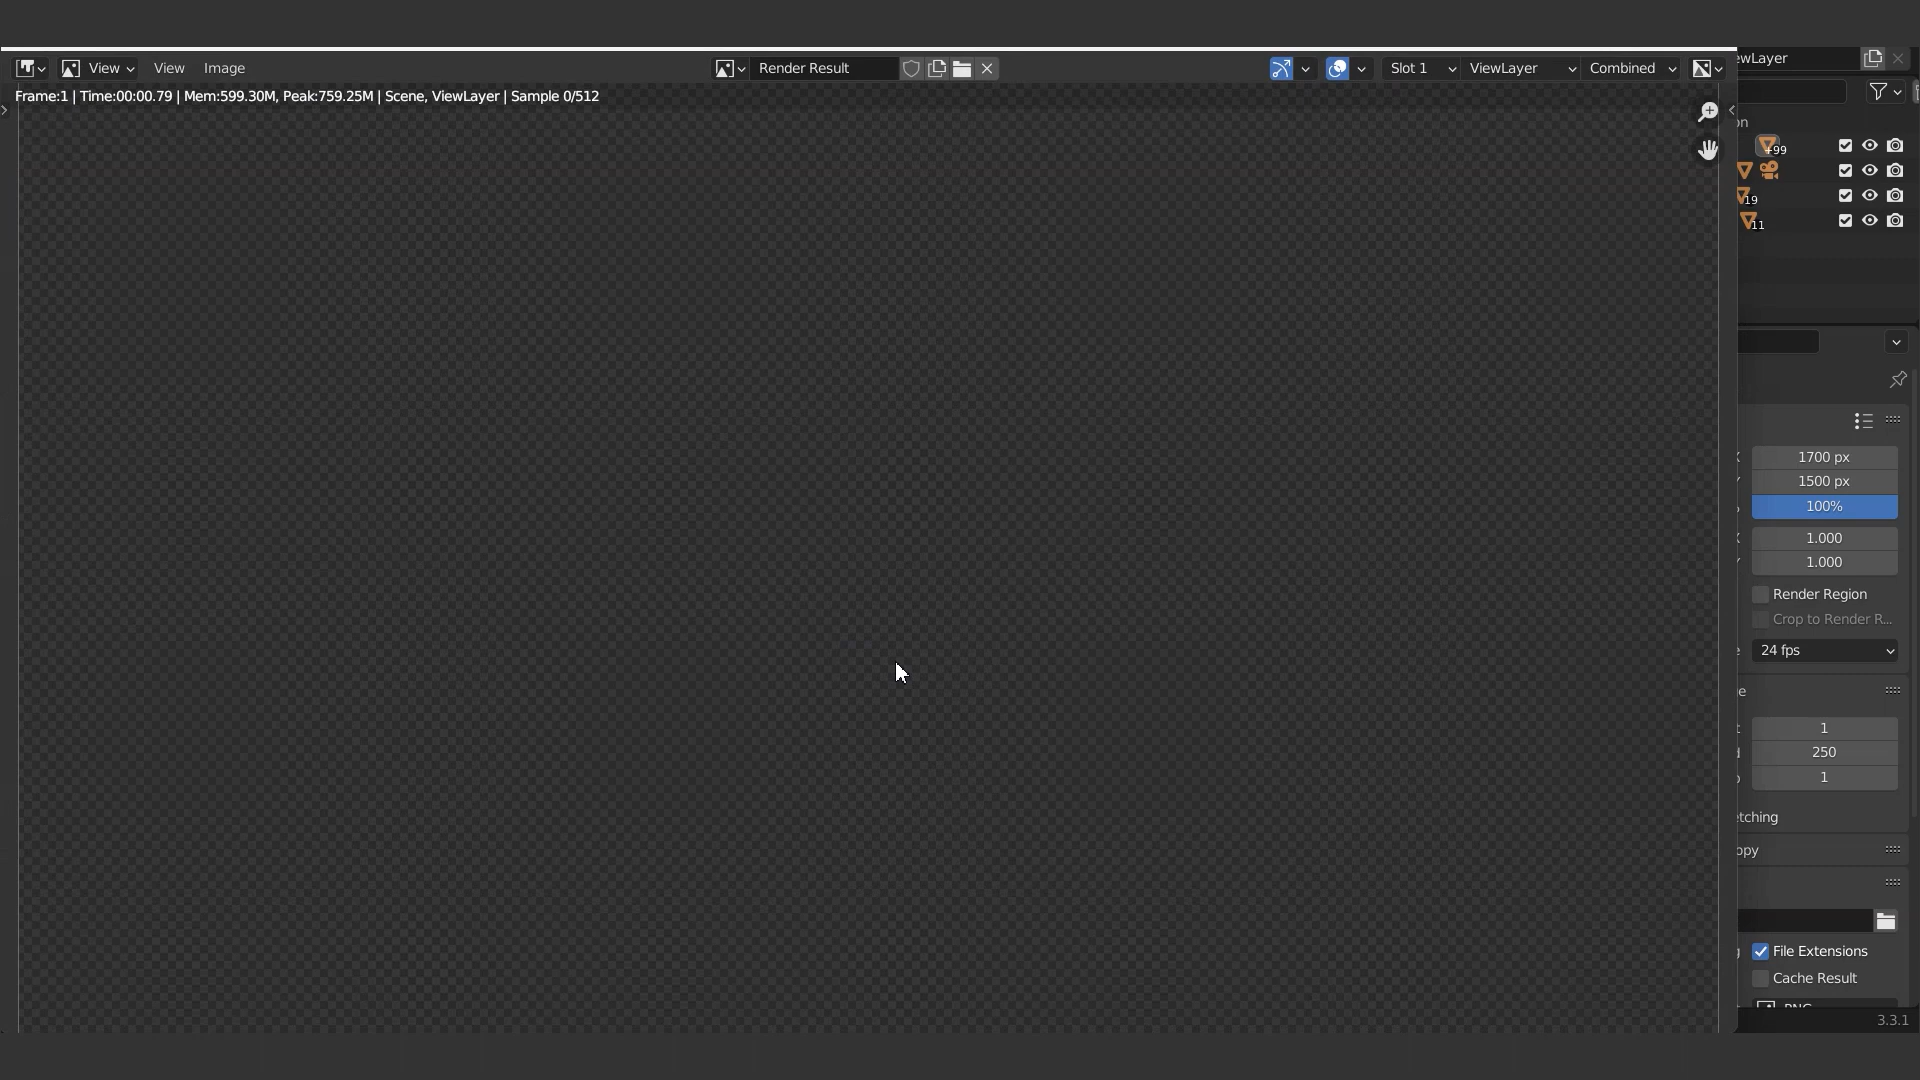 View View Image Render Result Slot 1 ViewLayer Combined
Frame:1 | Time:00:00.79 | Mem:599.30M, Peak:759.25M | Scene, ViewLayer | Sample 0/512
ewLayer
on
+99
19
11
1700 px
1500 px
100%
1.000
1.000
Render Region
Crop to Render R...
24 fps
e
1
250
1
etching
opy
File Extensions
Cache Result
PNG
3.3.1